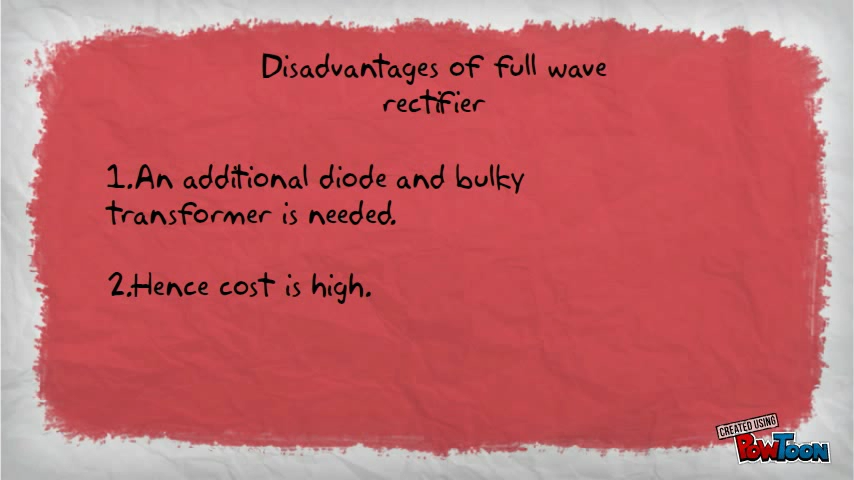 Disadvantages of full wave
rectifier
1.An additional diode and bulky
transformer is needed.
2.Hence cost is high.
CREATED USING
POWTOON